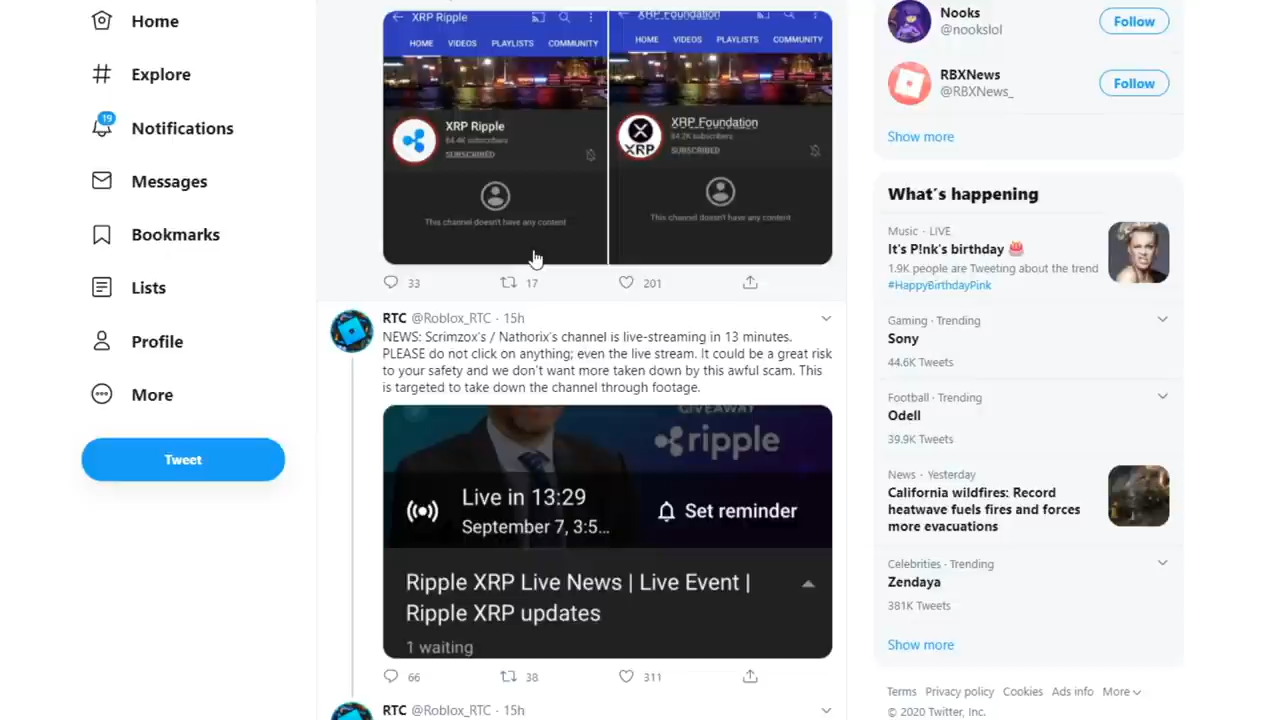 Home
Explore
19
Notifications
Messages
Bookmarks
Lists
Profile
More
Tweet
XRP Ripple
HOME VIDEOS PLAYLISTS COMMUNITY
XRP Ripple
64.4K subscribers
SUBSCRIBED
This channel doesn't have any content
XRP Foundation
HOME VIDEOS PLAYLISTS COMMUNITY
XRP
XRP Foundation
64.2K subscribers
SUBSCRIBED
This channel doesn't have any content
33 17 201
RTC @Roblox_RTC · 15h
NEWS: Scrimzox's / Nathorix's channel is live-streaming in 13 minutes.
PLEASE do not click on anything; even the live stream. It could be a great risk
to your safety and we don't want more taken down by this awful scam. This
is targeted to take down the channel through footage.
GIVEAWAY
ripple
Live in 13:29
September 7, 3:5...
Set reminder
Ripple XRP Live News | Live Event |
Ripple XRP updates
1 waiting
66 38 311
RTC @Roblox_RTC · 15h
Nooks
@nookslol
Follow
RBXNews
@RBXNews_
Follow
Show more
What's happening
Music · LIVE
It's P!nk's birthday 🎂
1.9K people are Tweeting about the trend
#HappyBirthdayPink
Gaming · Trending
Sony
44.6K Tweets
Football · Trending
Odell
39.9K Tweets
News · Yesterday
California wildfires: Record
heatwave fuels fires and forces
more evacuations
Celebrities · Trending
Zendaya
381K Tweets
Show more
Terms Privacy policy Cookies Ads info More
© 2020 Twitter, Inc.